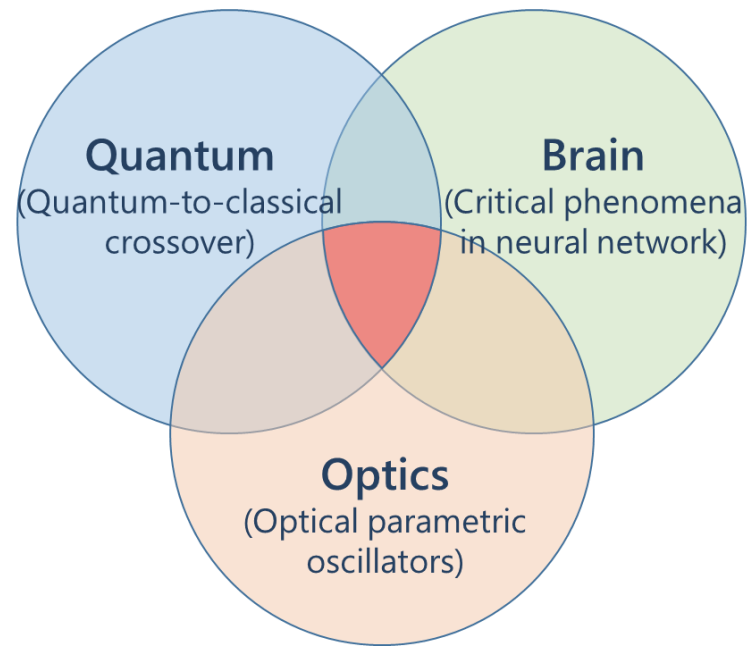 Quantum
(Quantum-to-classical
crossover)
Brain
(Critical phenomena
in neural network)
Optics
(Optical parametric
oscillators)